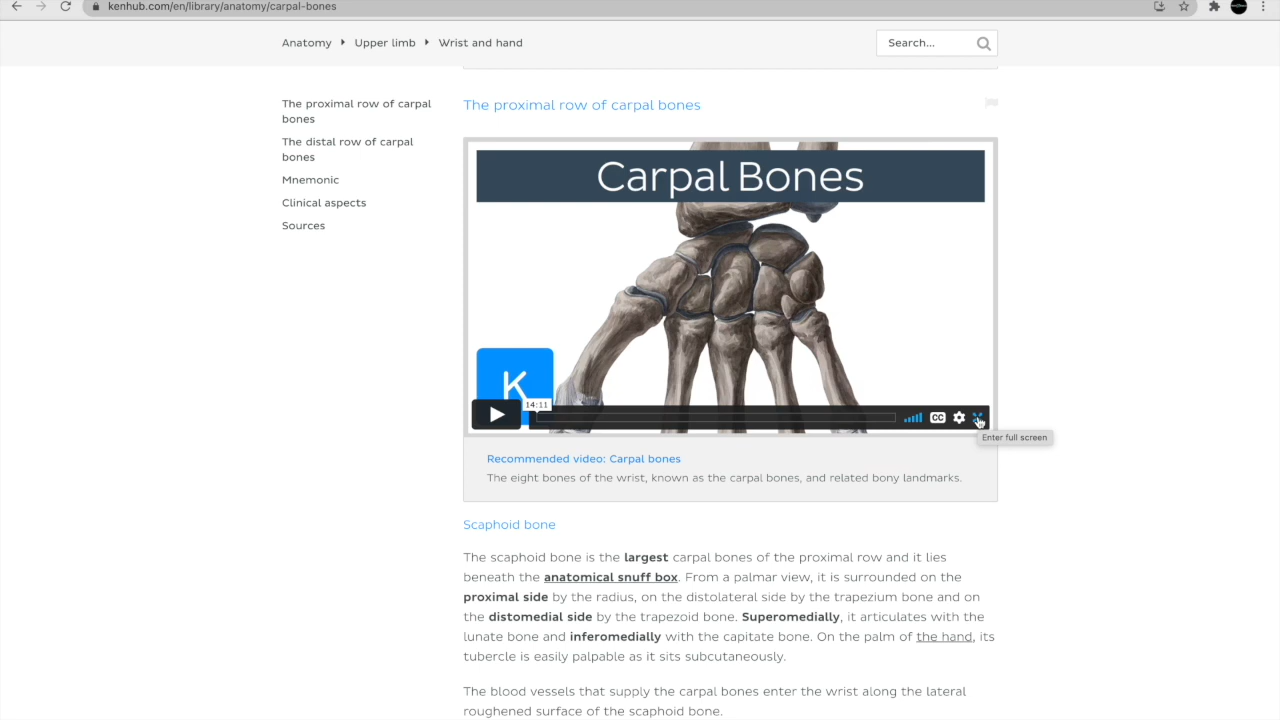 kenhub.com/en/library/anatomy/carpal-bones
Anatomy Upper limb Wrist and hand
Search...
The proximal row of carpal
bones
The distal row of carpal
bones
Mnemonic
Clinical aspects
Sources
The proximal row of carpal bones
Carpal Bones
K
14:11
CC
Enter full screen
Recommended video: Carpal bones
The eight bones of the wrist, known as the carpal bones, and related bony landmarks.
Scaphoid bone
The scaphoid bone is the largest carpal bones of the proximal row and it lies
beneath the anatomical snuff box. From a palmar view, it is surrounded on the
proximal side by the radius, on the distolateral side by the trapezium bone and on
the distomedial side by the trapezoid bone. Superomedially, it articulates with the
lunate bone and inferomedially with the capitate bone. On the palm of the hand, its
tubercle is easily palpable as it sits subcutaneously.
The blood vessels that supply the carpal bones enter the wrist along the lateral
roughened surface of the scaphoid bone.